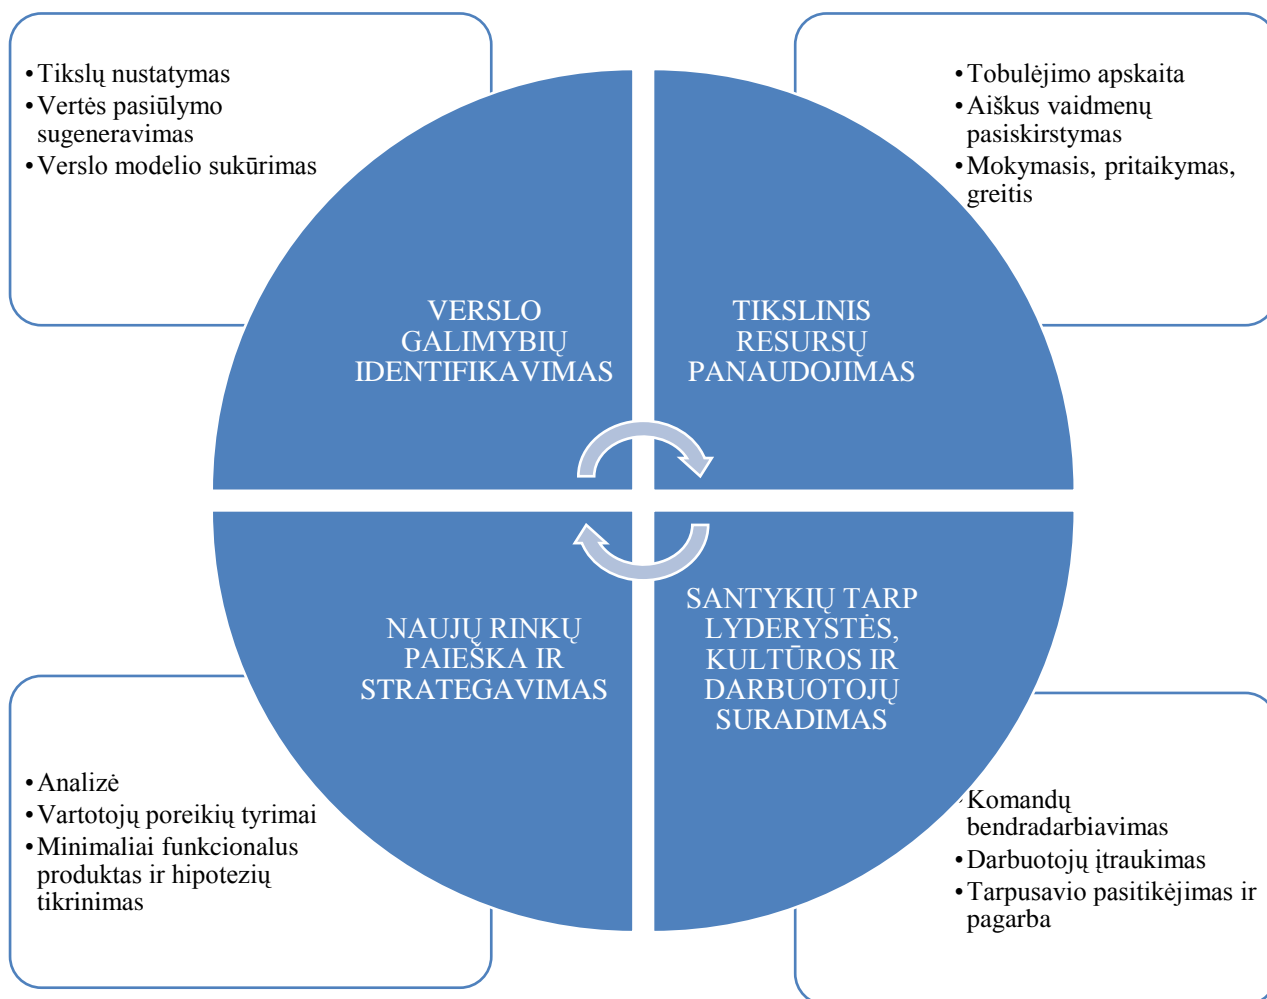 •Tikslų nustatymas
•Vertės pasiūlymo
sugeneravimas
•Verslo modelio sukūrimas
•Tobulėjimo apskaita
•Aiškus vaidmenų
pasiskirstymas
•Mokymasis, pritaikymas,
greitis
VERSLO
GALIMYBIŲ
IDENTIFIKAVIMAS
TIKSLINIS
RESURSŲ
PANAUDOJIMAS
NAUJŲ RINKŲ
PAIEŠKA IR
STRATEGAVIMAS
SANTYKIŲ TARP
LYDERYSTĖS,
KULTŪROS IR
DARBUOTOJŲ
SURADIMAS
•Analizė
•Vartotojų poreikių tyrimai
•Minimaliai funkcionalus
produktas ir hipotezių
tikrinimas
•Komandų
bendradarbiavimas
•Darbuotojų įtraukimas
•Tarpusavio pasitikėjimas ir
pagarba